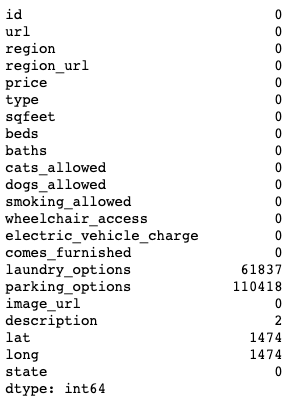 id 0
url 0
region 0
region_url 0
price 0
type 0
sqfeet 0
beds 0
baths 0
cats_allowed 0
dogs_allowed 0
smoking_allowed 0
wheelchair_access 0
electric_vehicle_charge 0
comes_furnished 0
laundry_options 61837
parking_options 110418
image_url 0
description 2
lat 1474
long 1474
state 0
dtype: int64